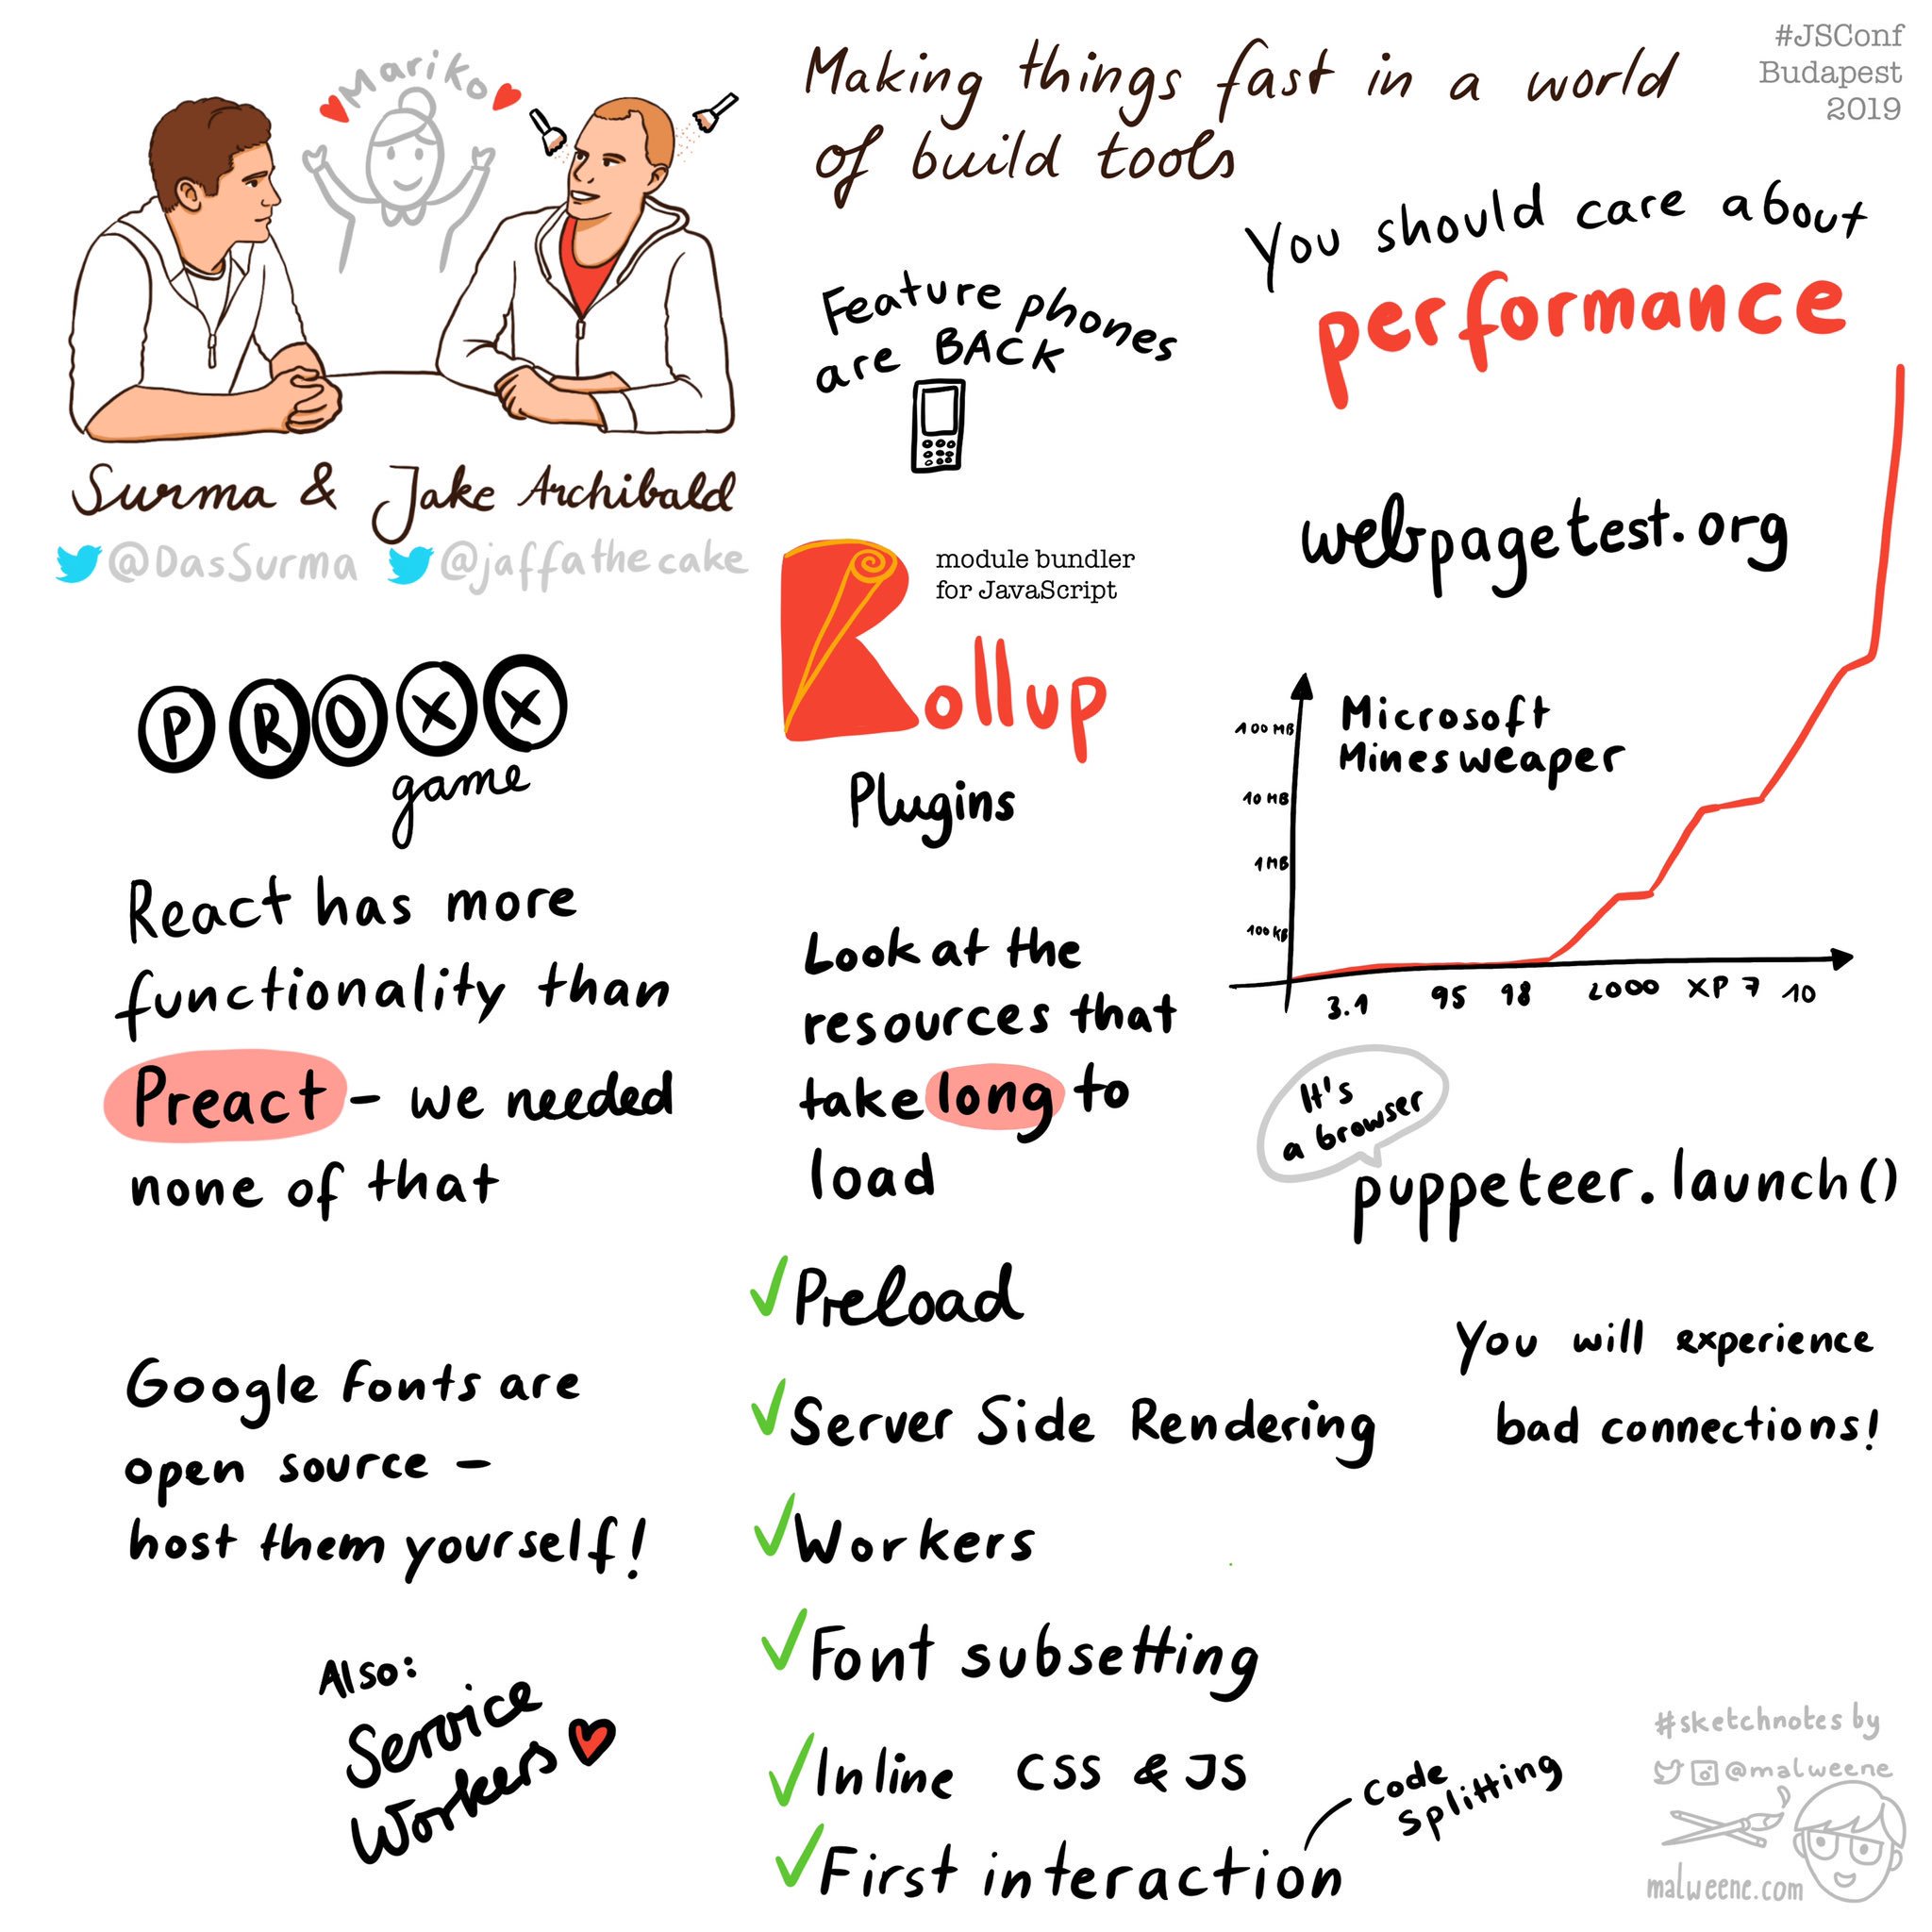 Mariko
Surma & Jake Archibald
@DasSurma @jaffathecake
Making things fast in a world
of build tools
#JSConf
Budapest
2019
You should care about
performance
Feature phones
are BACK
webpagetest.org
module bundler
for JavaScript
Rollup
Plugins
PROXX
game
React has more
functionality than
Preact – we needed
none of that
Look at the
resources that
take long to
load
Microsoft
Minesweaper
100 MB
10 MB
1 MB
100 KB
3.1 95 98 2000 XP 7 10
It's
a browser
puppeteer.launch()
You will experience
bad connections!
Preload
Server Side Rendering
Workers
Font subsetting
Inline CSS & JS
First interaction
code
splitting
Google Fonts are
open source –
host them yourself!
Also:
Service
Workers
#sketchnotes by
@malweene
malweene.com